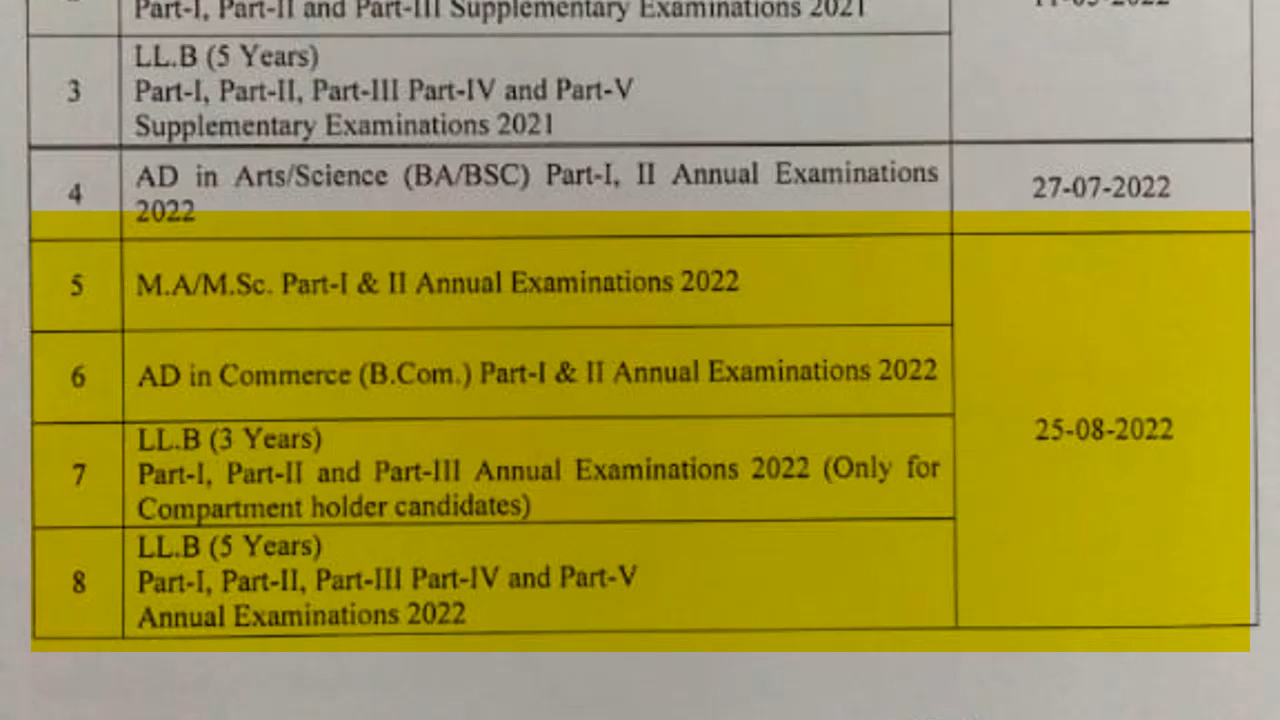 Part-I, Part-II and Part-III Supplementary Examinations 2021
3
LL.B (5 Years)
Part-I, Part-II, Part-III Part-IV and Part-V
Supplementary Examinations 2021
4
AD in Arts/Science (BA/BSC) Part-I, II Annual Examinations
2022
27-07-2022
5
M.A/M.Sc. Part-I & II Annual Examinations 2022
6
AD in Commerce (B.Com.) Part-I & II Annual Examinations 2022
7
LL.B (3 Years)
Part-I, Part-II and Part-III Annual Examinations 2022 (Only for
Compartment holder candidates)
25-08-2022
8
LL.B (5 Years)
Part-I, Part-II, Part-III Part-IV and Part-V
Annual Examinations 2022